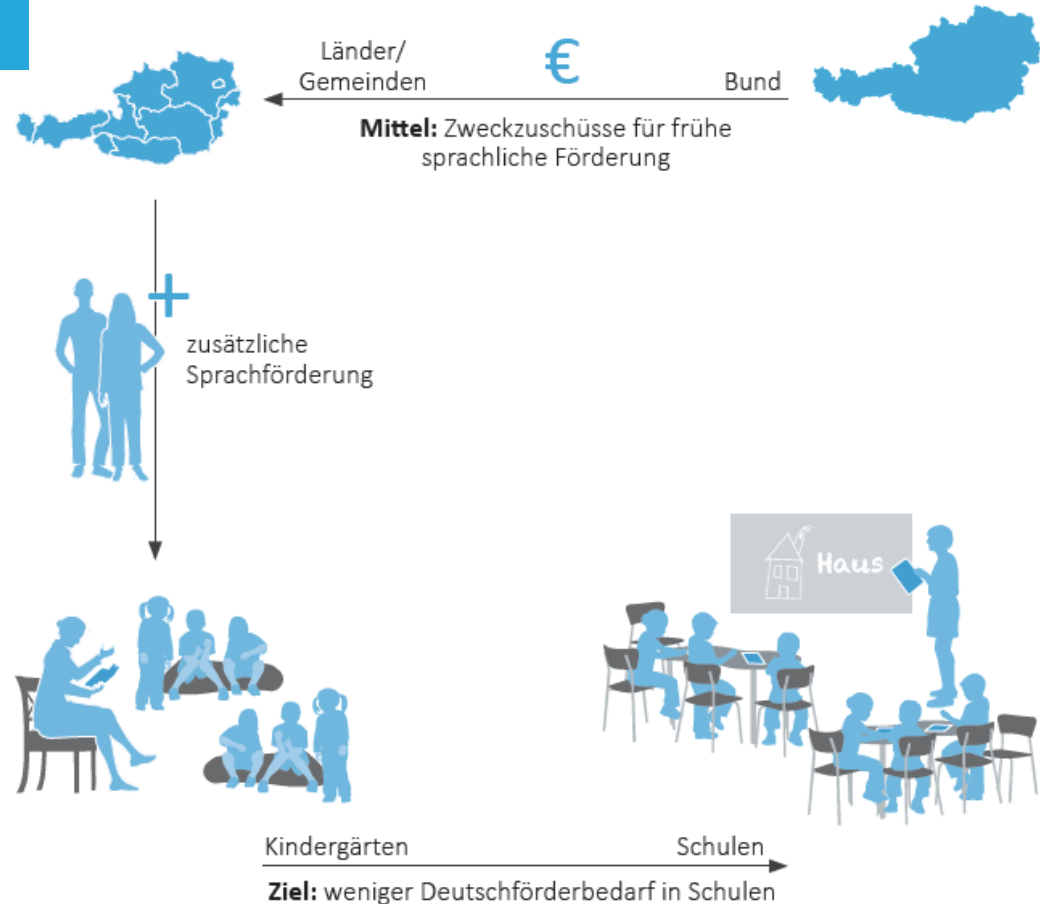 Länder/
Gemeinden
€
Bund
Mittel: Zweckzuschüsse für frühe
sprachliche Förderung
+
zusätzliche
Sprachförderung
Haus
Kindergärten
Schulen
Ziel: weniger Deutschförderbedarf in Schulen